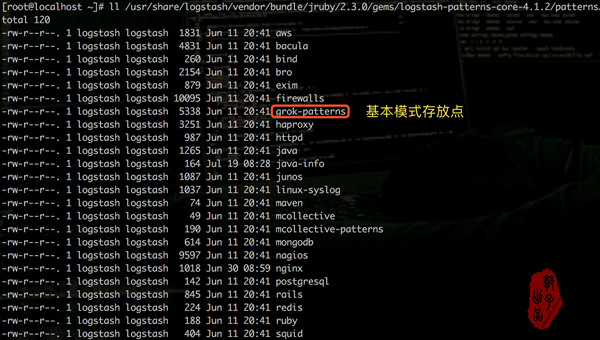 [root@localhost ~]# ll /usr/share/logstash/vendor/bundle/jruby/2.3.0/gems/logstash-patterns-core-4.1.2/patterns/
total 120
-rw-r--r--. 1 logstash logstash 1831 Jun 11 20:41 aws
-rw-r--r--. 1 logstash logstash 4831 Jun 11 20:41 bacula
-rw-r--r--. 1 logstash logstash 260 Jun 11 20:41 bind
-rw-r--r--. 1 logstash logstash 2154 Jun 11 20:41 bro
-rw-r--r--. 1 logstash logstash 879 Jun 11 20:41 exim
-rw-r--r--. 1 logstash logstash 10095 Jun 11 20:41 firewalls
-rw-r--r--. 1 logstash logstash 5338 Jun 11 20:41 grok-patterns 基本模式存放点
-rw-r--r--. 1 logstash logstash 3251 Jun 11 20:41 haproxy
-rw-r--r--. 1 logstash logstash 987 Jun 11 20:41 httpd
-rw-r--r--. 1 logstash logstash 1265 Jun 11 20:41 java
-rw-r--r--. 1 logstash logstash 164 Jul 19 08:28 java-info
-rw-r--r--. 1 logstash logstash 1087 Jun 11 20:41 junos
-rw-r--r--. 1 logstash logstash 1037 Jun 11 20:41 linux-syslog
-rw-r--r--. 1 logstash logstash 74 Jun 11 20:41 maven
-rw-r--r--. 1 logstash logstash 49 Jun 11 20:41 mcollective
-rw-r--r--. 1 logstash logstash 190 Jun 11 20:41 mcollective-patterns
-rw-r--r--. 1 logstash logstash 614 Jun 11 20:41 mongodb
-rw-r--r--. 1 logstash logstash 9597 Jun 11 20:41 nagios
-rw-r--r--. 1 logstash logstash 1018 Jun 30 08:59 nginx
-rw-r--r--. 1 logstash logstash 142 Jun 11 20:41 postgresql
-rw-r--r--. 1 logstash logstash 845 Jun 11 20:41 rails
-rw-r--r--. 1 logstash logstash 224 Jun 11 20:41 redis
-rw-r--r--. 1 logstash logstash 188 Jun 11 20:41 ruby
-rw-r--r--. 1 logstash logstash 404 Jun 11 20:41 squid